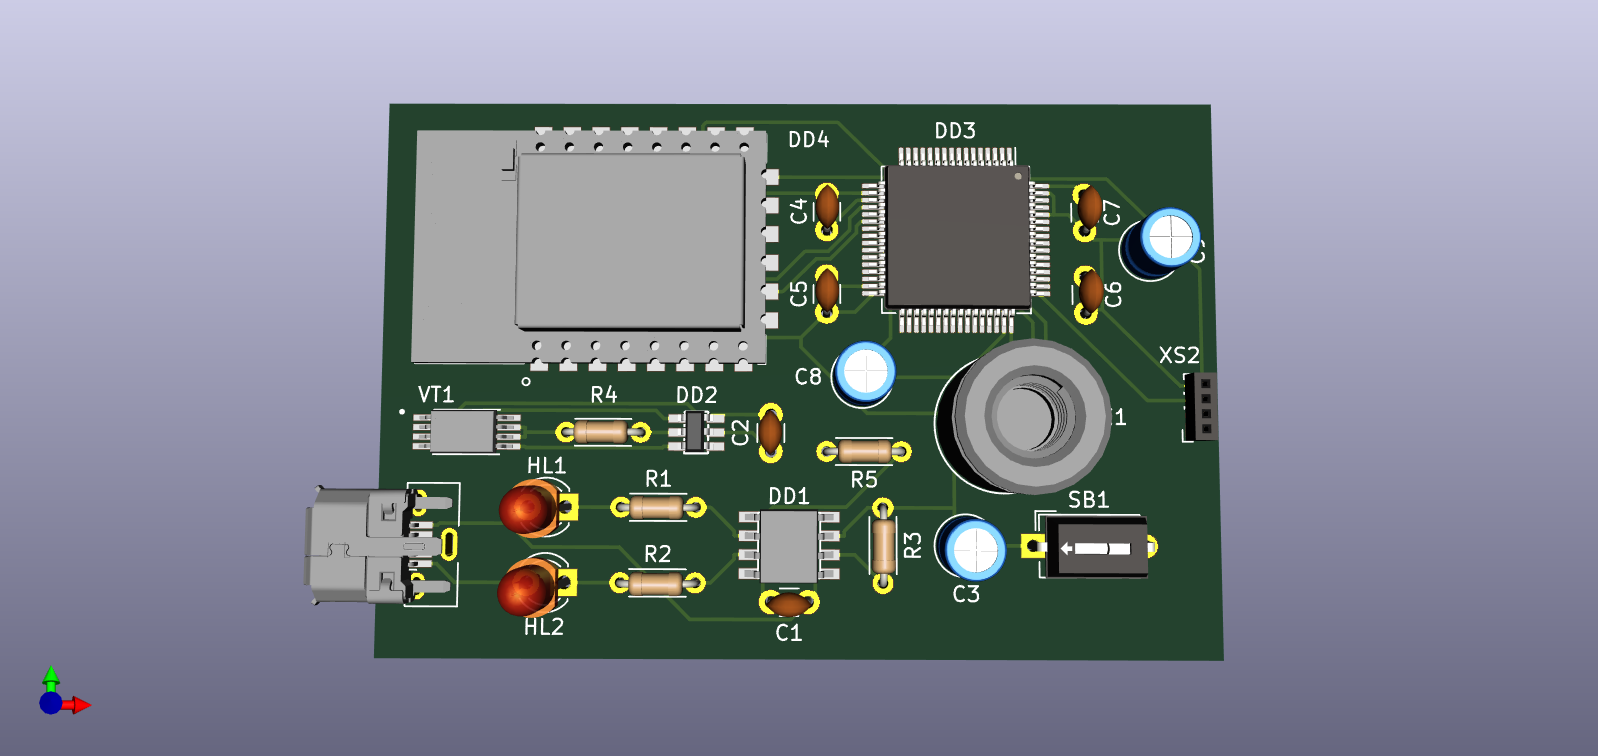 DD4
DD3
C4
C7
C5
C6
C8
XS2
VT1
R4
DD2
C2
R5
HL1
R1
DD1
SB1
R3
R2
C3
HL2
C1